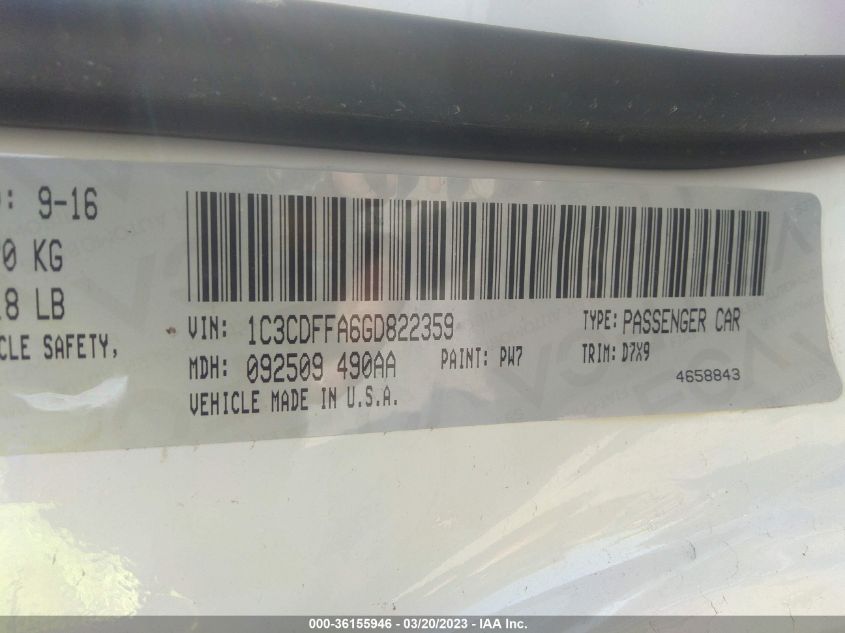 : 9-16
0 KG
8 LB
CLE SAFETY,
VIN: 1C3CDFFA6GD822359
TYPE: PASSENGER CAR
MDH: 092509 490AA
PAINT: PW7
TRIM: D7X9
VEHICLE MADE IN U.S.A.
4658843
000-36155946 - 03/20/2023 - IAA Inc.